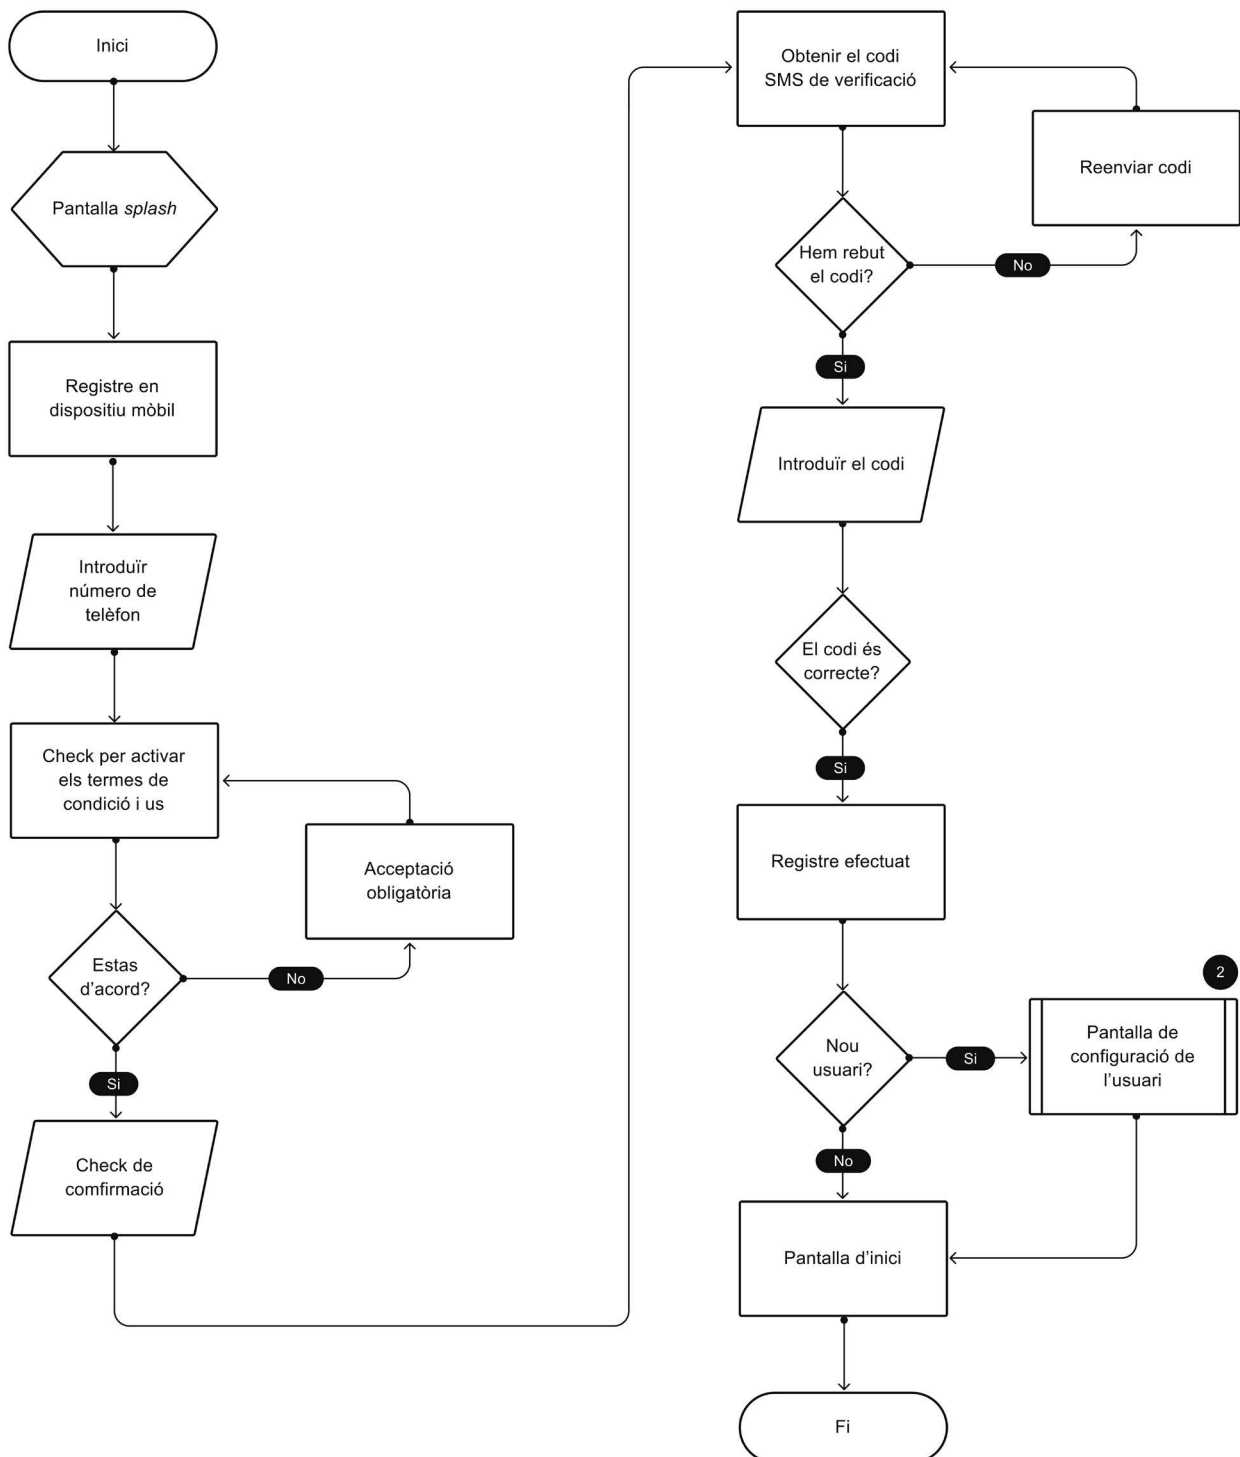 Inici
Pantalla splash
Registre en
dispositiu mòbil
Introduïr
número de
telèfon
Check per activar
els termes de
condició i us
Acceptació
obligatòria
Estas
d’acord?
No
Si
Check de
comfirmació
Obtenir el codi
SMS de verificació
Reenviar codi
Hem rebut
el codi?
No
Si
Introduïr el codi
El codi és
correcte?
Si
Registre efectuat
2
Nou
usuari?
Si
Pantalla de
configuració de
l’usuari
No
Pantalla d’inici
Fi